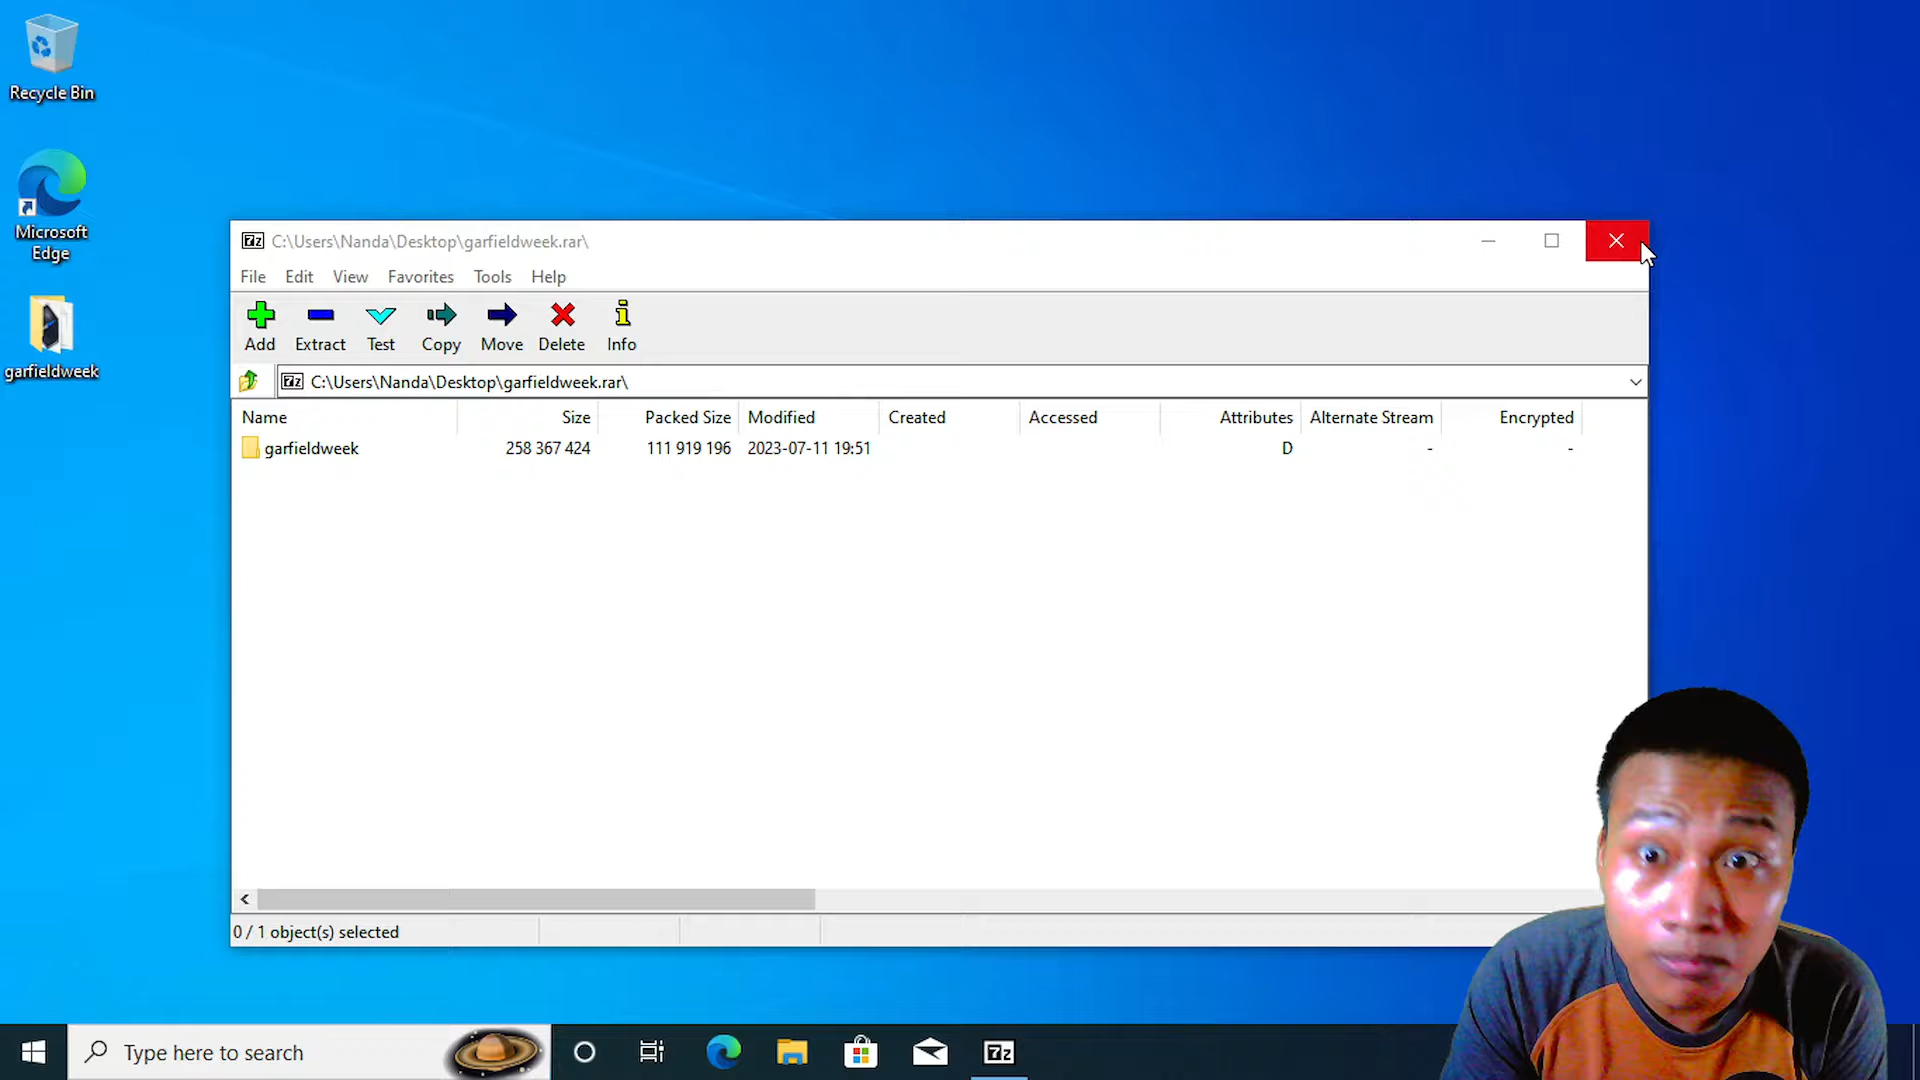 Recycle Bin
Microsoft
Edge
garfieldweek
7z C:\Users\Nanda\Desktop\garfieldweek.rar\
File Edit View Favorites Tools Help
Add Extract Test Copy Move Delete Info
7z C:\Users\Nanda\Desktop\garfieldweek.rar\
Name Size Packed Size Modified Created Accessed Attributes Alternate Stream Encrypted
garfieldweek 258 367 424 111 919 196 2023-07-11 19:51 D - -
0 / 1 object(s) selected
Type here to search
7z